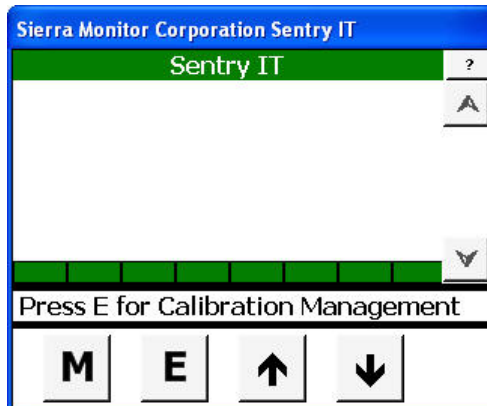 Sierra Monitor Corporation Sentry IT
Sentry IT
?
Press E for Calibration Management
M E